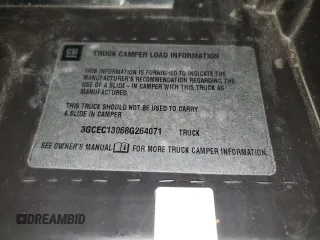 GM
TRUCK CAMPER LOAD INFORMATION
THIS INFORMATION IS FURNISHED TO INDICATE THE
MANUFACTURER'S RECOMMENDATION REGARDING THE
USE OF A SLIDE - IN CAMPER WITH THIS TRUCK AS
MANUFACTURED.
THIS TRUCK SHOULD NOT BE USED TO CARRY
A SLIDE IN CAMPER
3GCEC13068G264071 TRUCK
SEE OWNER'S MANUAL FOR MORE TRUCK CAMPER INFORMATION.
DREAMBID